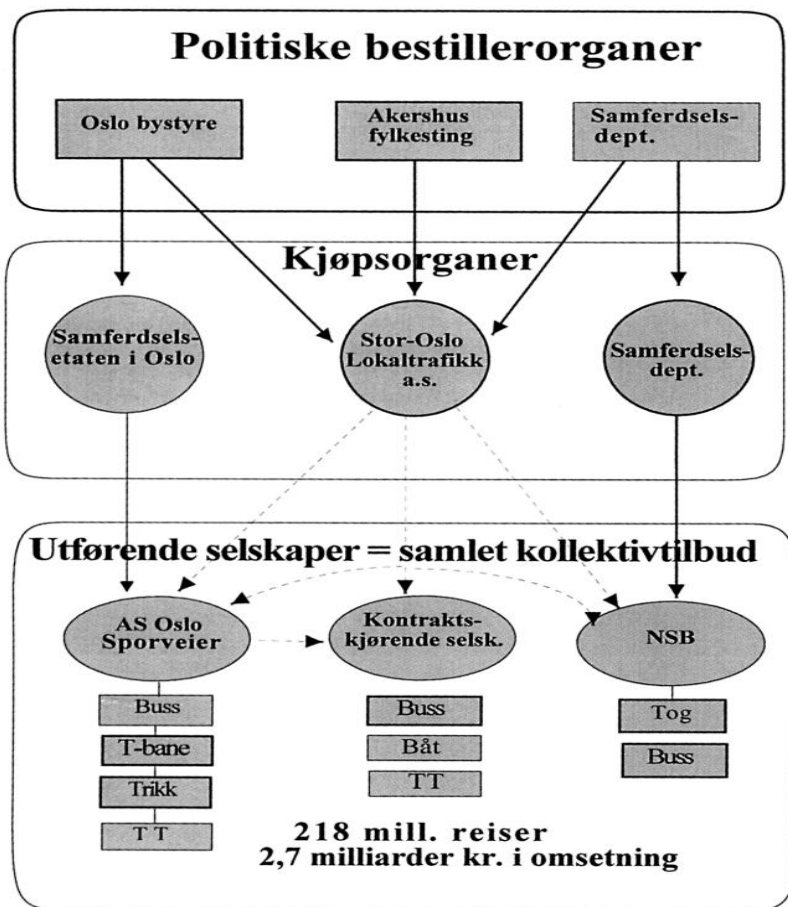 Politiske bestillerorganer
Oslo bystyre
Akershus
fylkesting
Samferdsels-
dept.
Kjøpsorganer
Samferdsels-
etaten i Oslo
Stor-Oslo
Lokaltrafikk
a.s.
Samferdsels-
dept.
Utførende selskaper = samlet kollektivtilbud
AS Oslo
Sporveier
Kontrakts-
kjørende selsk.
NSB
Buss
T-bane
Trikk
T T
Buss
Båt
TT
Tog
Buss
218 mill. reiser
2,7 milliarder kr. i omsetning